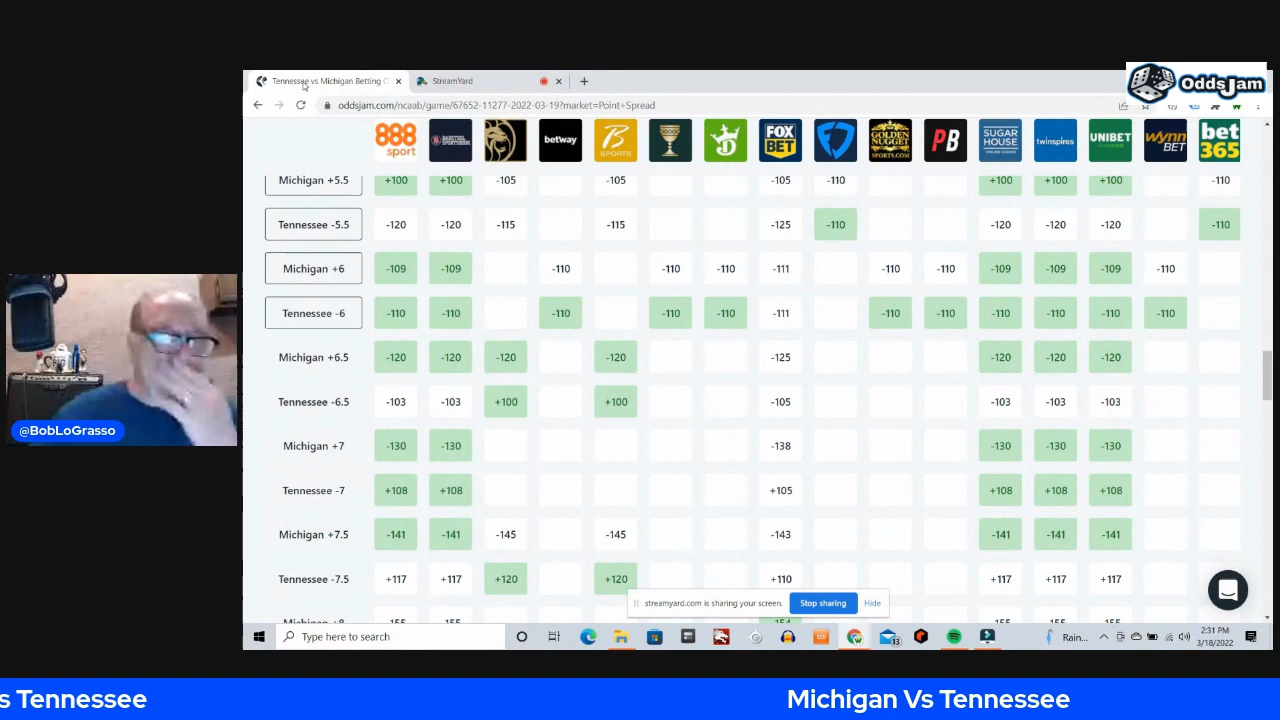 OddsJam
Tennessee vs Michigan Betting O
StreamYard
oddsjam.com/ncaab/game/67652-11277-2022-03-19?market=Point+Spread
888 sport betway B SPORTS FOX BET GOLDEN NUGGET SPORTS.COM PB SUGAR HOUSE twinspires UNIBET WYNN BET bet 365
Michigan +5.5 +100 +100 -105 -105 -105 -110 +100 +100 +100 -110
Tennessee -5.5 -120 -120 -115 -115 -125 -110 -120 -120 -120 -110
Michigan +6 -109 -109 -110 -110 -110 -111 -110 -110 -109 -109 -109 -110
Tennessee -6 -110 -110 -110 -110 -110 -111 -110 -110 -110 -110 -110 -110
Michigan +6.5 -120 -120 -120 -120 -125 -120 -120 -120
Tennessee -6.5 -103 -103 +100 +100 -105 -103 -103 -103
Michigan +7 -130 -130 -138 -130 -130 -130
Tennessee -7 +108 +108 +105 +108 +108 +108
Michigan +7.5 -141 -141 -145 -145 -143 -141 -141 -141
Tennessee -7.5 +117 +117 +120 +120 +110 +117 +117 +117
streamyard.com is sharing your screen. Stop sharing Hide
@BobLoGrasso
Type here to search
13
Rain...
2:31 PM
3/18/2022
s Tennessee
Michigan Vs Tennessee